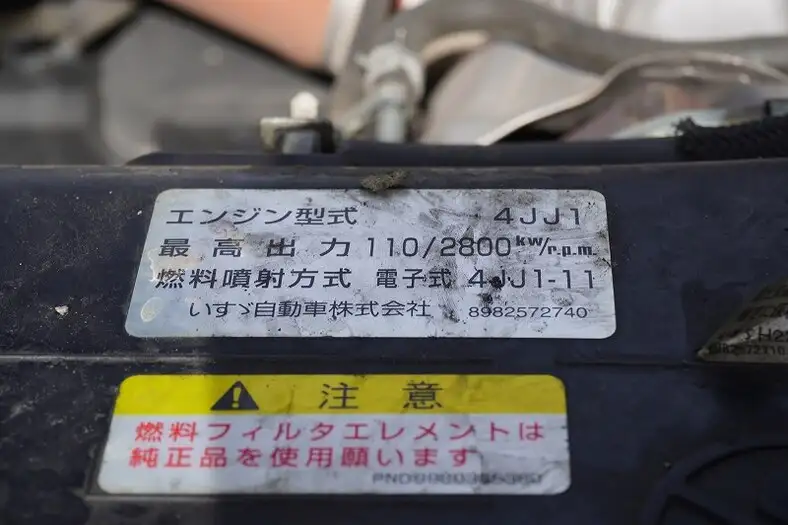 エンジン型式 4JJ1
最高出力 110/2800kw/r.p.m.
燃料噴射方式 電子式 4JJ1-11
いすゞ自動車株式会社 8982572740
注意
燃料フィルタエレメントは
純正品を使用願います